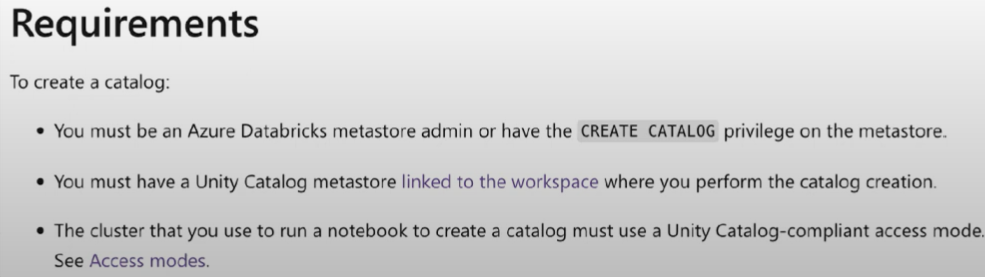 Requirements
To create a catalog:
• You must be an Azure Databricks metastore admin or have the CREATE CATALOG privilege on the metastore.
• You must have a Unity Catalog metastore linked to the workspace where you perform the catalog creation.
• The cluster that you use to run a notebook to create a catalog must use a Unity Catalog-compliant access mode.
See Access modes.